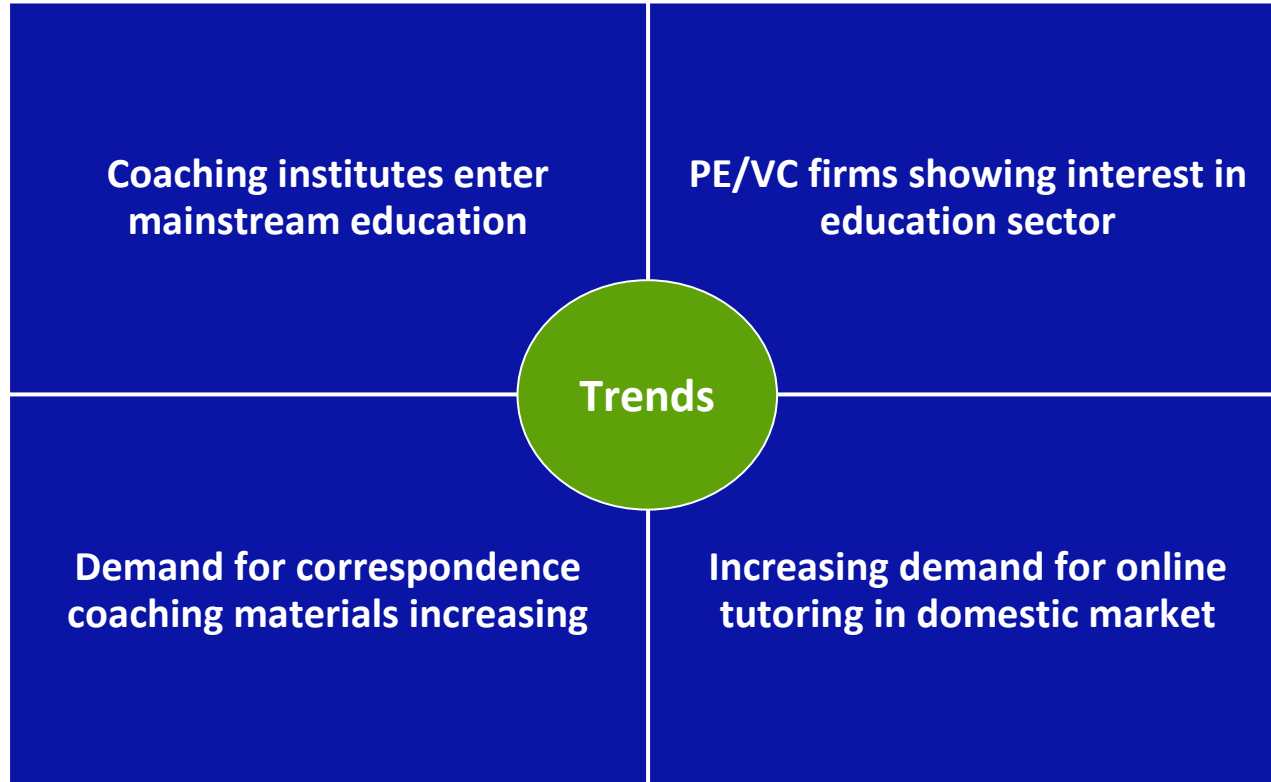 Coaching institutes enter
mainstream education
PE/VC firms showing interest in
education sector
Trends
Demand for correspondence
coaching materials increasing
Increasing demand for online
tutoring in domestic market